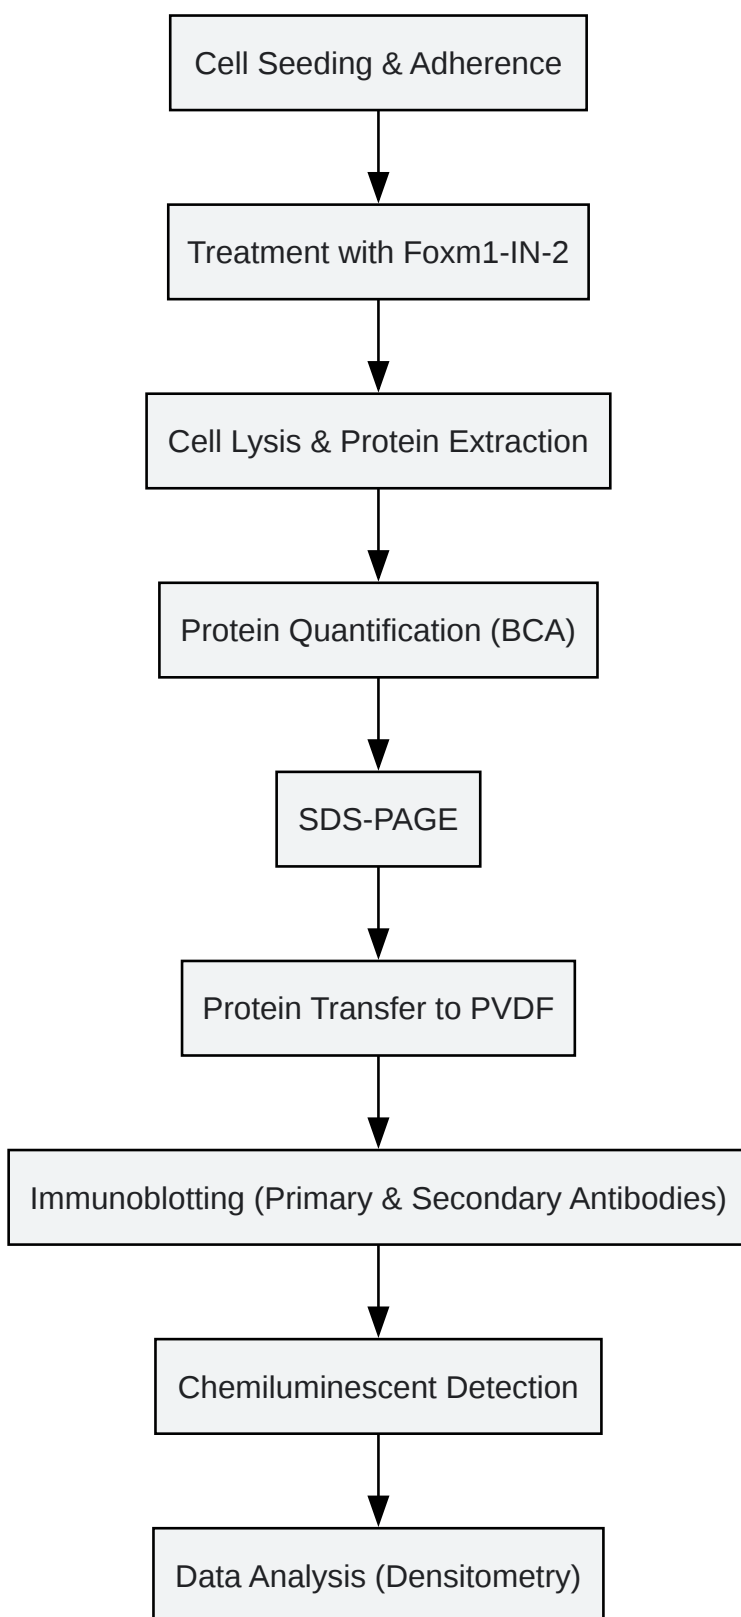 Cell Seeding & Adherence
Treatment with Foxm1-IN-2
Cell Lysis & Protein Extraction
Protein Quantification (BCA)
SDS-PAGE
Protein Transfer to PVDF
Immunoblotting (Primary & Secondary Antibodies)
Chemiluminescent Detection
Data Analysis (Densitometry)